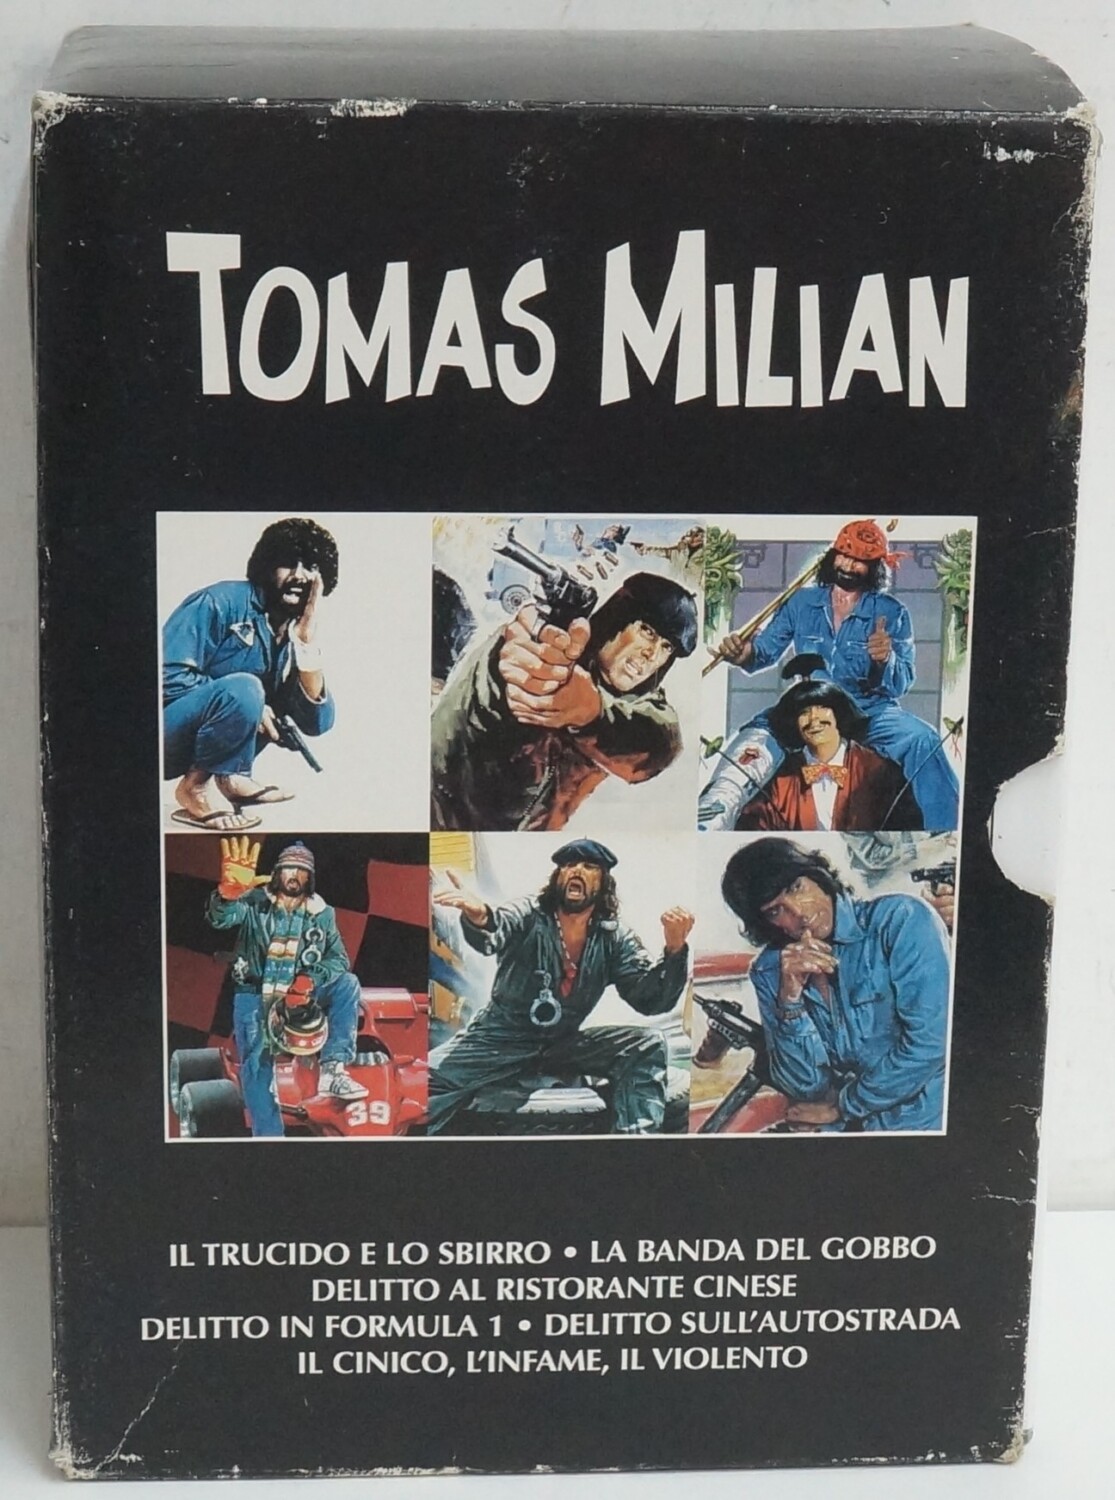 TOMAS MILIAN
39
IL TRUCIDO E LO SBIRRO • LA BANDA DEL GOBBO
DELITTO AL RISTORANTE CINESE
DELITTO IN FORMULA 1 • DELITTO SULL'AUTOSTRADA
IL CINICO, L'INFAME, IL VIOLENTO